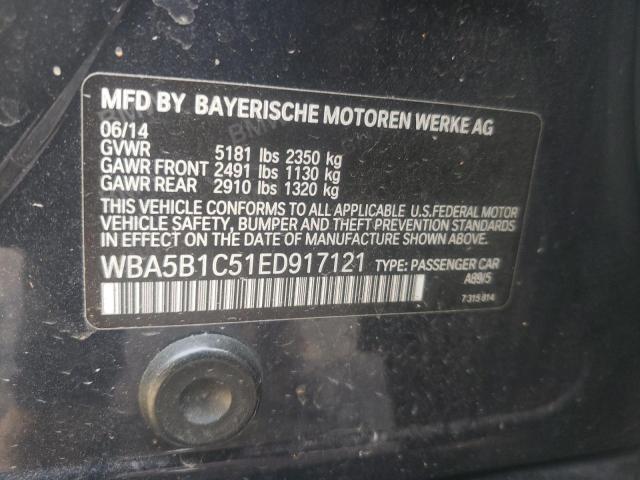 MFD BY BAYERISCHE MOTOREN WERKE AG
06/14
GVWR 5181 lbs 2350 kg
GAWR FRONT 2491 lbs 1130 kg
GAWR REAR 2910 lbs 1320 kg
THIS VEHICLE CONFORMS TO ALL APPLICABLE U.S.FEDERAL MOTOR
VEHICLE SAFETY, BUMPER AND THEFT PREVENTION STANDARDS
IN EFFECT ON THE DATE OF MANUFACTURE SHOWN ABOVE.
WBA5B1C51ED917121 TYPE: PASSENGER CAR
A89/5
7 315 814